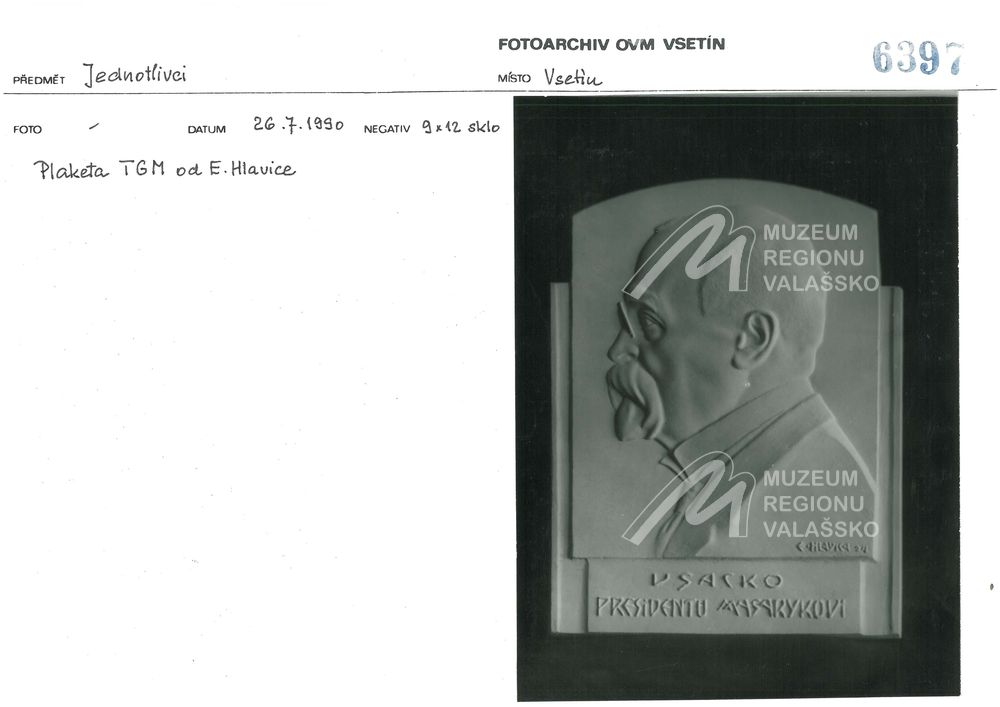 FOTOARCHIV OVM VSETÍN
6397
PŘEDMĚT Jednotlivci
MÍSTO Vsetín
FOTO –
DATUM 26.7.1990
NEGATIV 9x12 sklo
Plaketa TGM od E. Hlavice
MUZEUM
REGIONU
VALAŠSKO
MUZEUM
REGIONU
VALAŠSKO
VSACKO
PRESIDENTU MASARYKOVI